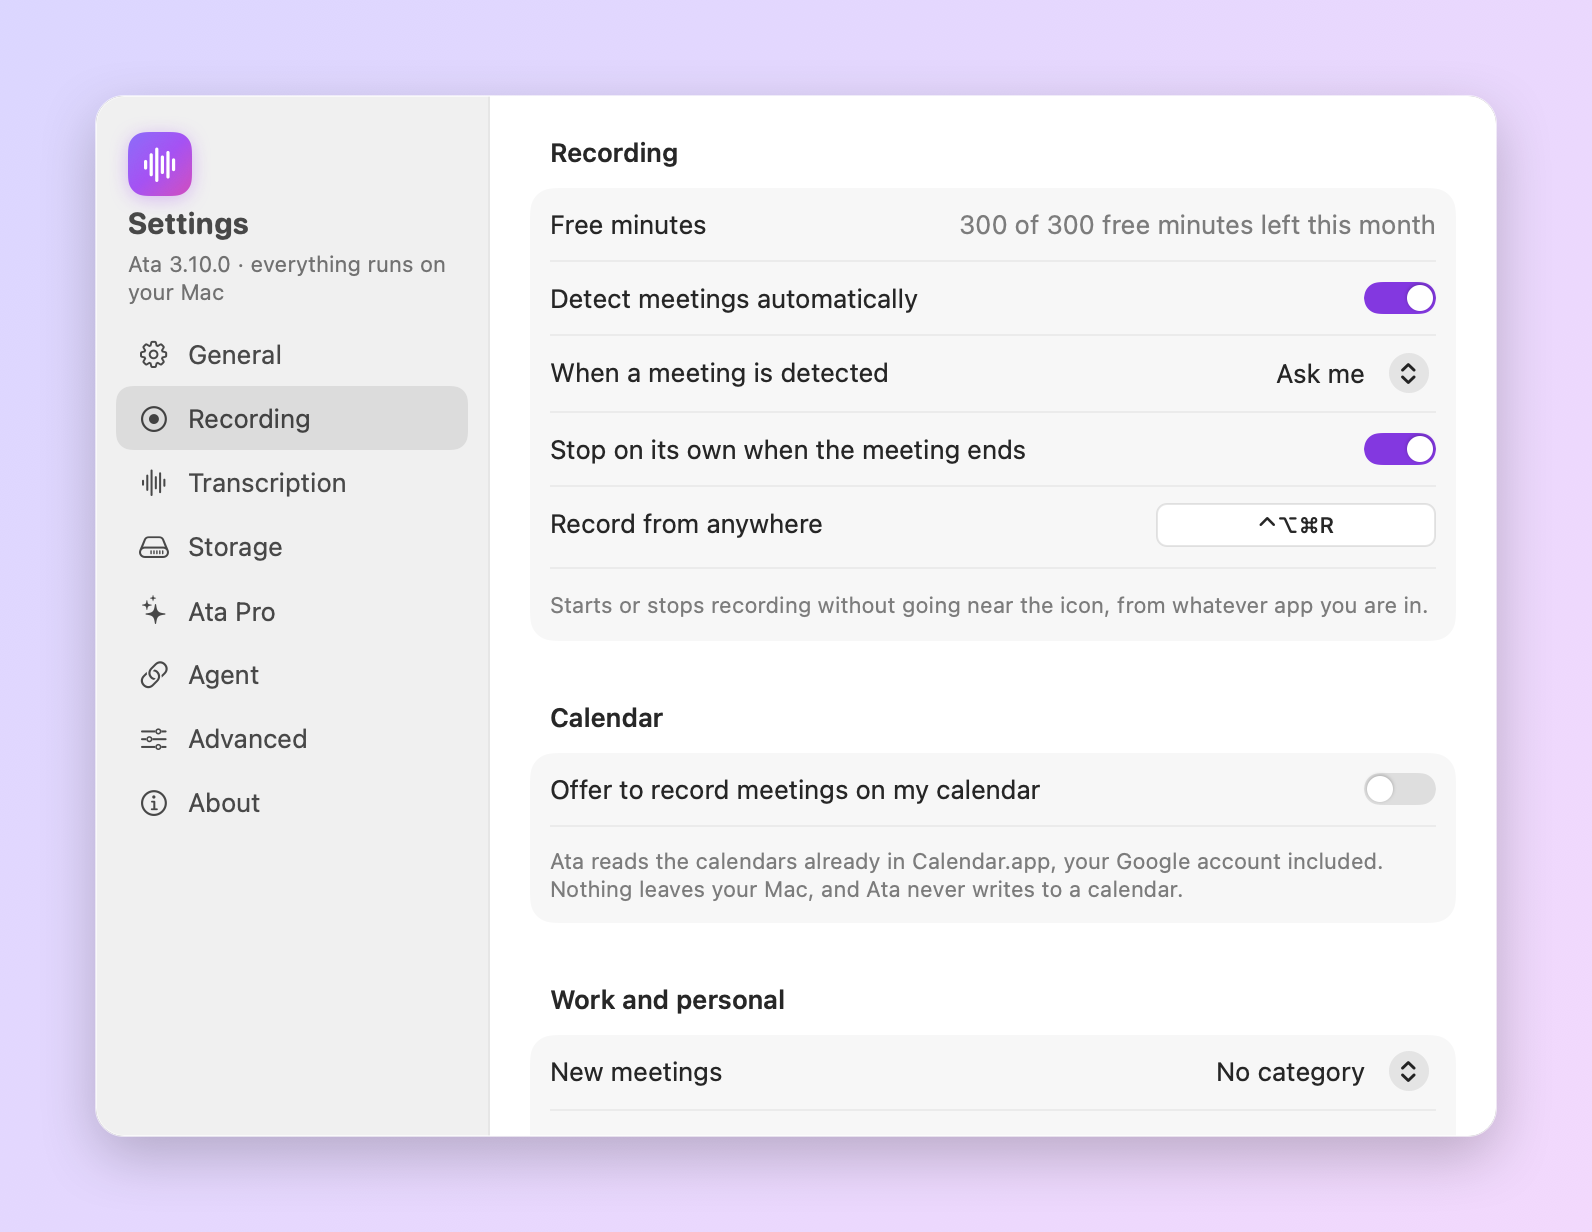 Settings
Ata 3.10.0 · everything runs on
your Mac
General
Recording
Transcription
Storage
Ata Pro
Agent
Advanced
About
Recording
Free minutes 300 of 300 free minutes left this month
Detect meetings automatically
When a meeting is detected Ask me
Stop on its own when the meeting ends
Record from anywhere ^⌥⌘R
Starts or stops recording without going near the icon, from whatever app you are in.
Calendar
Offer to record meetings on my calendar
Ata reads the calendars already in Calendar.app, your Google account included.
Nothing leaves your Mac, and Ata never writes to a calendar.
Work and personal
New meetings No category